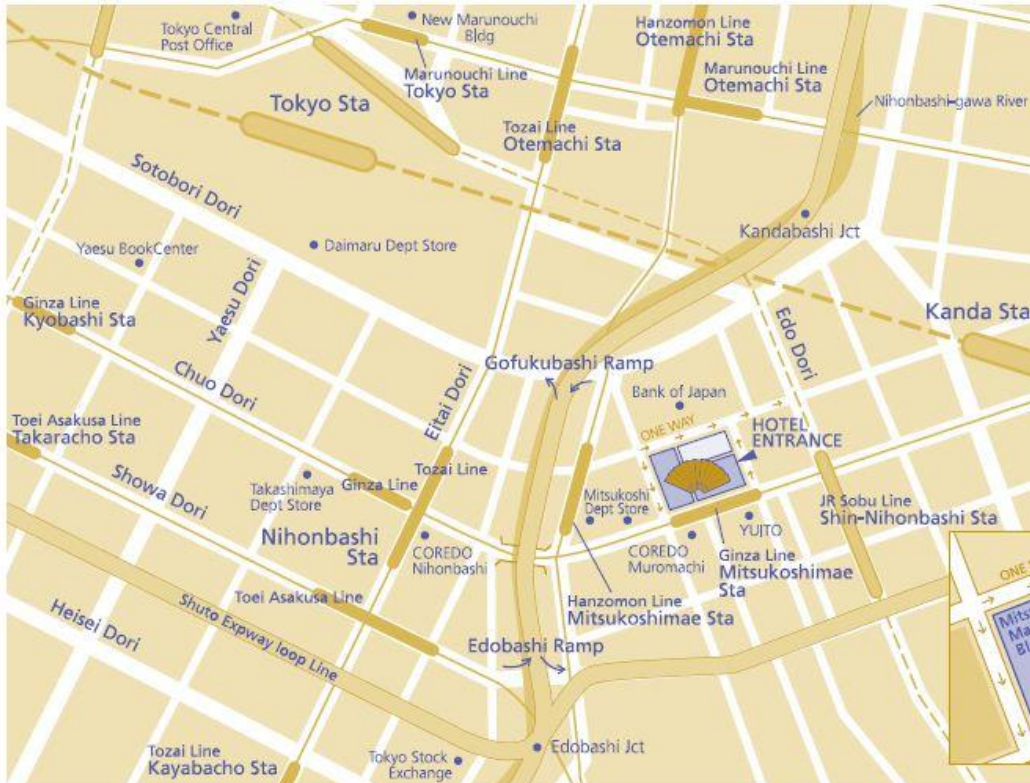 Tokyo Central
Post Office
New Marunouchi
Bldg
Hanzomon Line
Otemachi Sta
Marunouchi Line
Tokyo Sta
Marunouchi Line
Otemachi Sta
Nihonbashi-gawa River
Tokyo Sta
Tozai Line
Otemachi Sta
Sotobori Dori
Kandabashi Jct
Yaesu BookCenter
Daimaru Dept Store
Yaesu Dori
Edo Dori
Ginza Line
Kyobashi Sta
Kanda Sta
Chuo Dori
Eitai Dori
Gofukubashi Ramp
Bank of Japan
ONE WAY
HOTEL
ENTRANCE
Toei Asakusa Line
Takaracho Sta
Showa Dori
Takashimaya
Dept Store
Ginza Line
Tozai Line
Mitsukoshi
Dept Store
JR Sobu Line
Shin-Nihonbashi Sta
YUITO
Nihonbashi
Sta
COREDO
Nihonbashi
COREDO
Muromachi
Ginza Line
Mitsukoshimae
Sta
Toei Asakusa Line
Hanzomon Line
Mitsukoshimae Sta
Shuto Expway loop Line
Heisei Dori
Edobashi Ramp
Edobashi Jct
Tozai Line
Kayabacho Sta
Tokyo Stock
Exchange
ONE